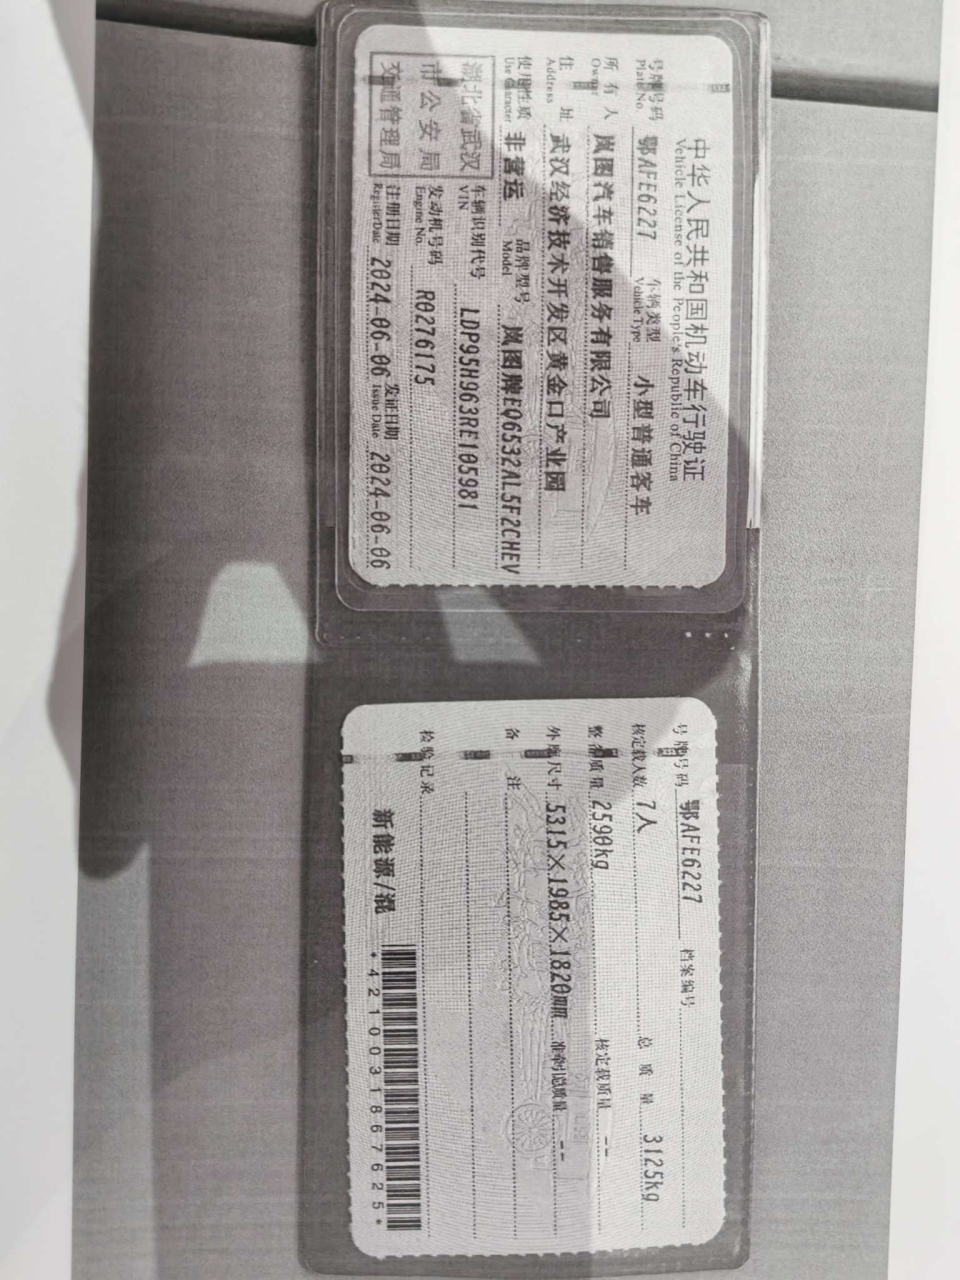 中华人民共和国机动车行驶证
Vehicle License of the People's Republic of China
号牌号码 鄂AFE6227 车辆类型 小型普通客车
Plate No. Vehicle Type
所有人 岚图汽车销售服务有限公司
Owner
住址 武汉经济技术开发区黄金口产业园
Address
使用性质 非营运 品牌型号 岚图牌EQ6532AL5F2CHEV
Use Character Model
湖北省武汉
市公安局
交通管理局
车辆识别代号 LDP95H963RE105981
VIN
发动机号码 R0276175
Engine No.
注册日期 2024-06-06 发证日期 2024-06-06
Register Date Issue Date
号牌号码 鄂AFE6227 档案编号
核定载人数 7人 总质量 3125kg
整备质量 2590kg 核定载质量 --
外廓尺寸 5315×1985×1820mm 准牵引总质量 --
备注
检验记录
新能源/混
*4210031867625*